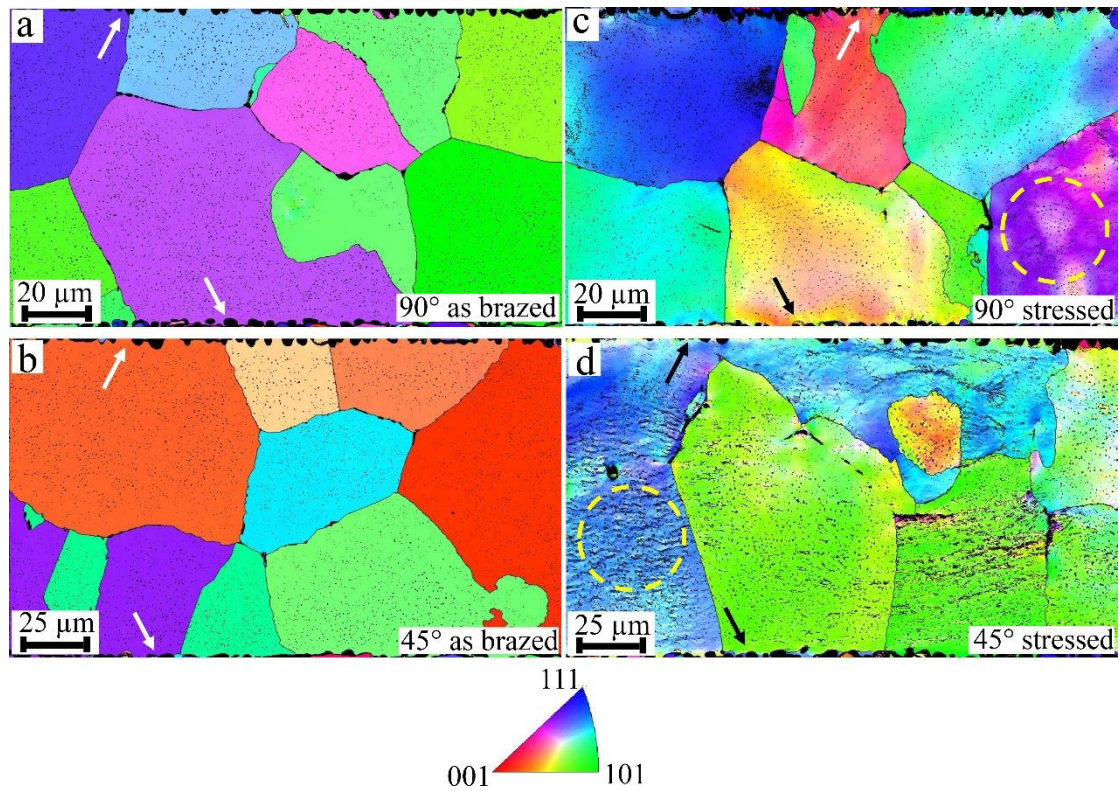 a
c
20 µm
90° as brazed
20 µm
90° stressed
b
d
25 µm
45° as brazed
25 µm
45° stressed
111
001
101